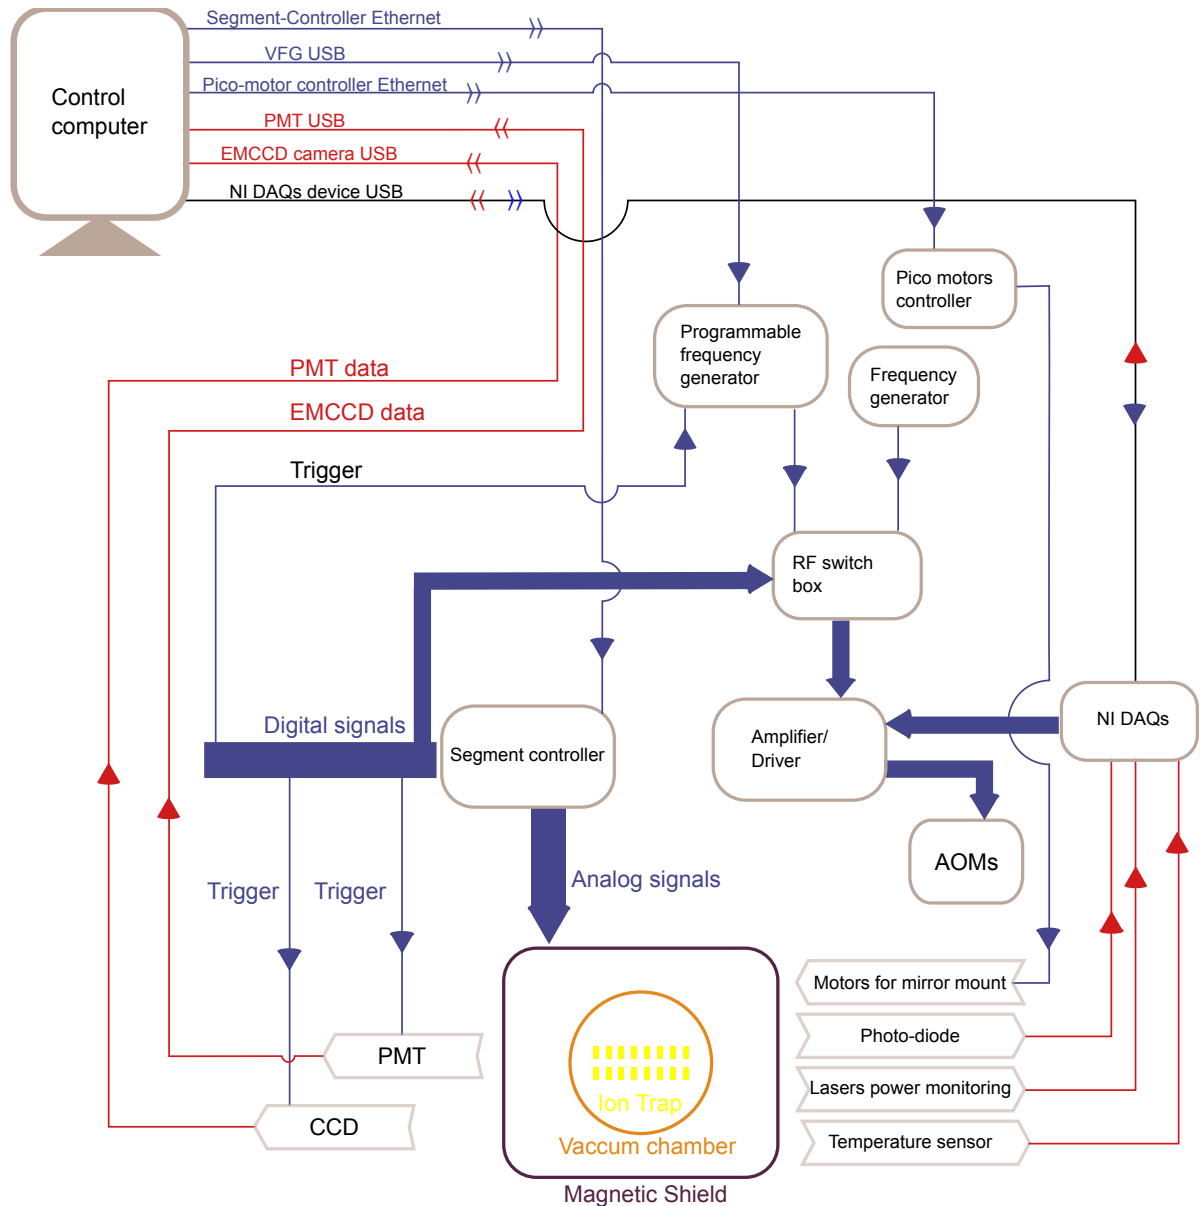 Segment-Controller Ethernet
VFG USB
Pico-motor controller Ethernet
PMT USB
EMCCD camera USB
NI DAQs device USB
Control
computer
Pico motors
controller
Programmable
frequency
generator
Frequency
generator
PMT data
EMCCD data
Trigger
RF switch
box
Digital signals
Segment controller
Amplifier/
Driver
NI DAQs
AOMs
Trigger
Trigger
Analog signals
Motors for mirror mount
Photo-diode
Lasers power monitoring
Temperature sensor
PMT
CCD
Ion Trap
Vaccum chamber
Magnetic Shield